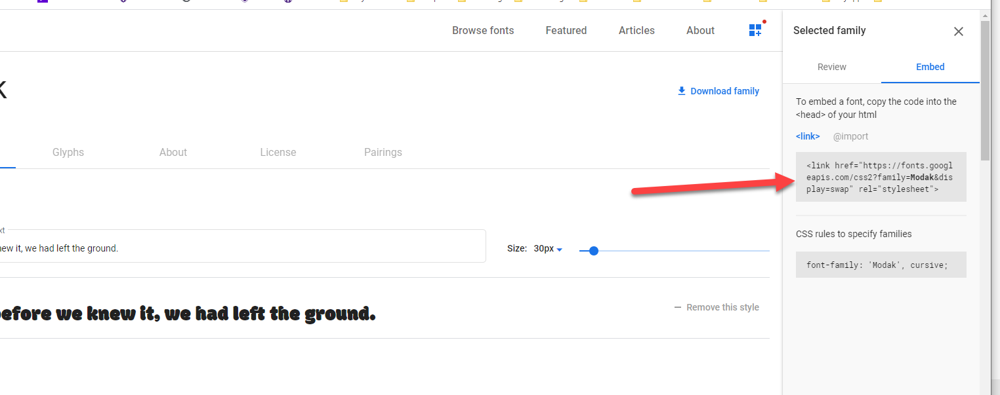 Browse fonts Featured Articles About
Selected family
Review Embed
k
Download family
To embed a font, copy the code into the
<head> of your html
<link> @import
Glyphs About License Pairings
<link href="https://fonts.googl
eapis.com/css2?family=Modak&dis
play=swap" rel="stylesheet">
CSS rules to specify families
font-family: 'Modak', cursive;
xt
new it, we had left the ground.
Size: 30px
before we knew it, we had left the ground.
Remove this style